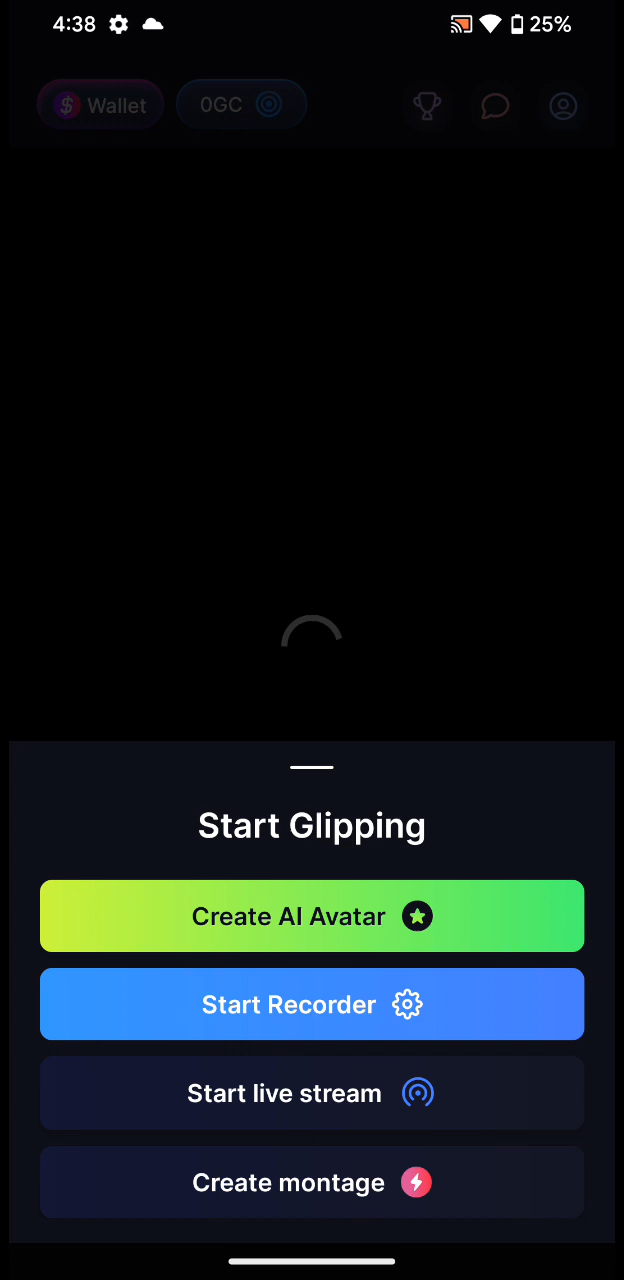 4:38 25%
Wallet 0GC
Start Glipping
Create AI Avatar
Start Recorder
Start live stream
Create montage